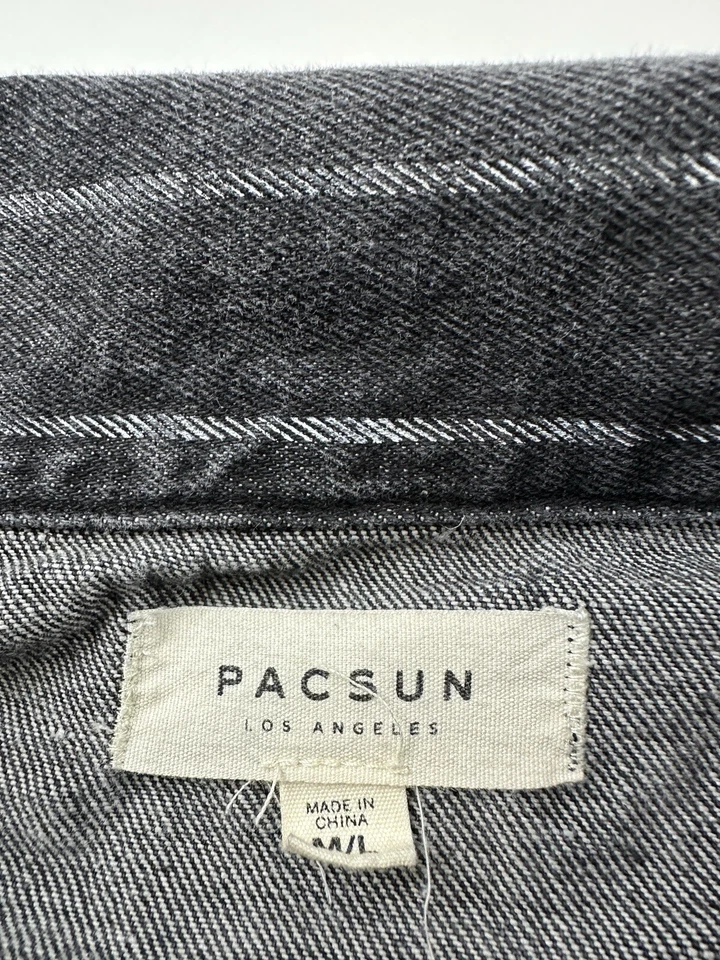 PACSUN
LOS ANGELES
MADE IN
CHINA
M/L